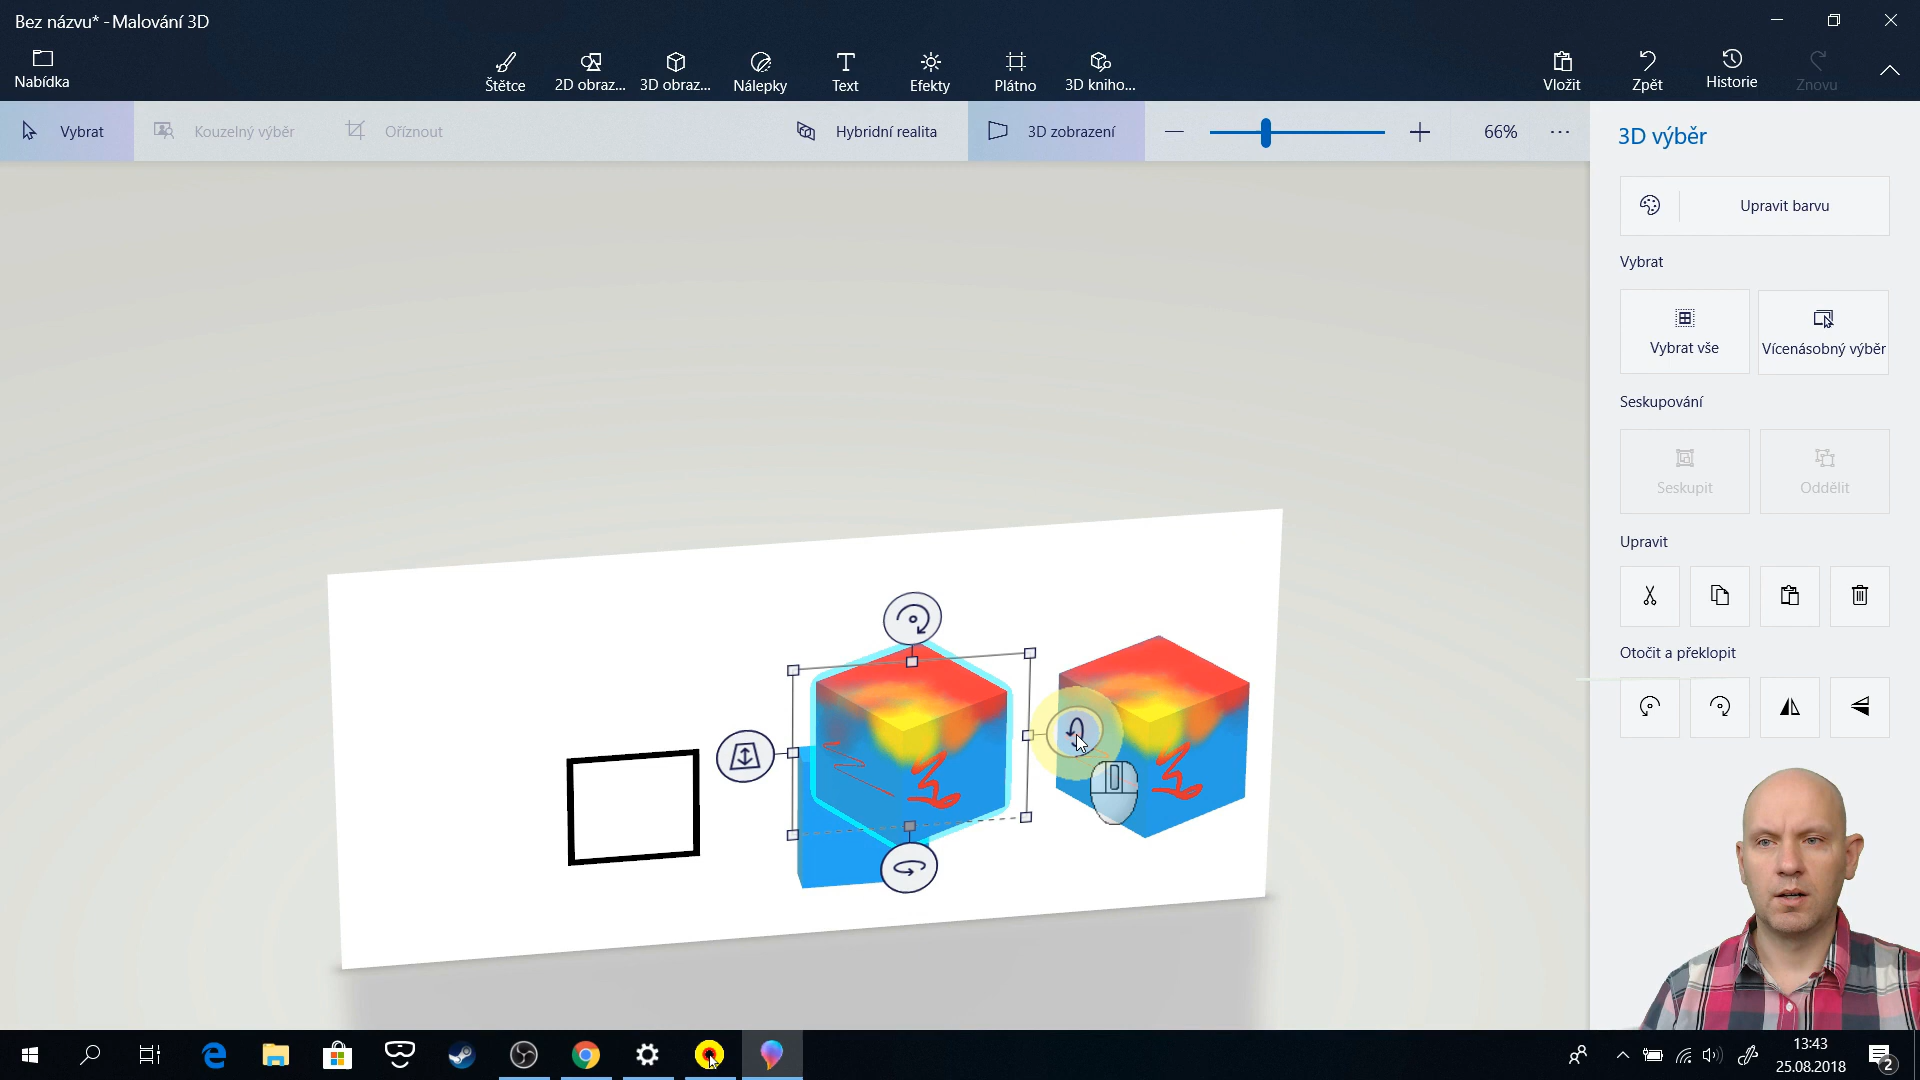 Bez názvu* - Malování 3D
Nabídka
Štětce
2D obraz...
3D obraz...
Nálepky
Text
Efekty
Plátno
3D kniho...
Vložit
Zpět
Historie
Znovu
Vybrat
Kouzelný výběr
Oříznout
Hybridní realita
3D zobrazení
66%
3D výběr
Upravit barvu
Vybrat
Vybrat vše
Vícenásobný výběr
Seskupování
Seskupit
Oddělit
Upravit
Otočit a překlopit
13:43
25.08.2018
2